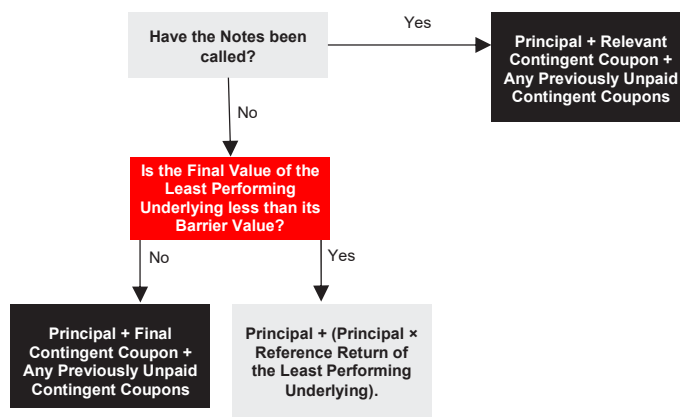 Have the Notes been
called?
Yes
Principal + Relevant
Contingent Coupon +
Any Previously Unpaid
Contingent Coupons
No
Is the Final Value of the
Least Performing
Underlying less than its
Barrier Value?
No
Yes
Principal + Final
Contingent Coupon +
Any Previously Unpaid
Contingent Coupons
Principal + (Principal ×
Reference Return of
the Least Performing
Underlying).